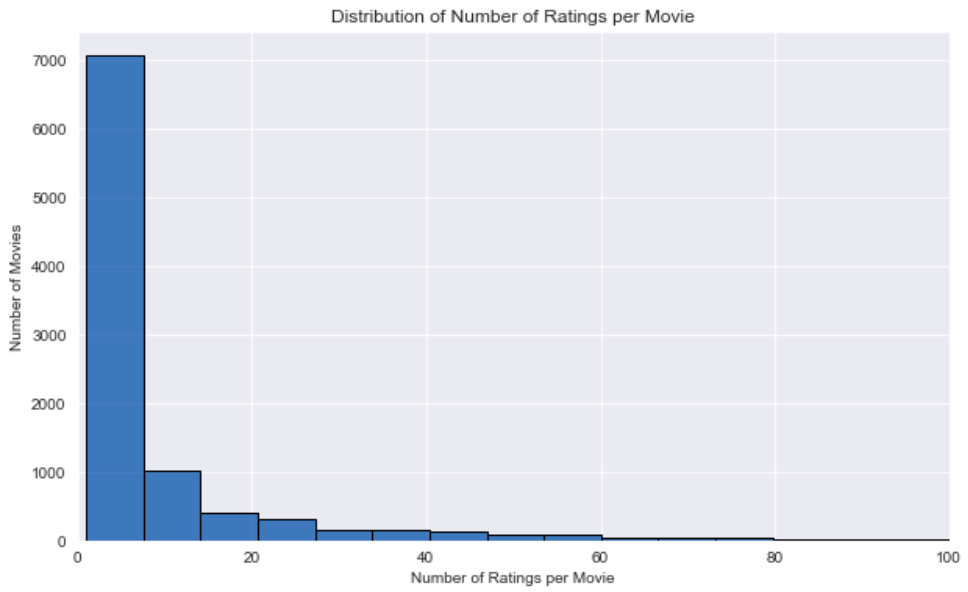 Distribution of Number of Ratings per Movie
7000
6000
5000
4000
3000
2000
1000
0
Number of Movies
0 20 40 60 80 100
Number of Ratings per Movie